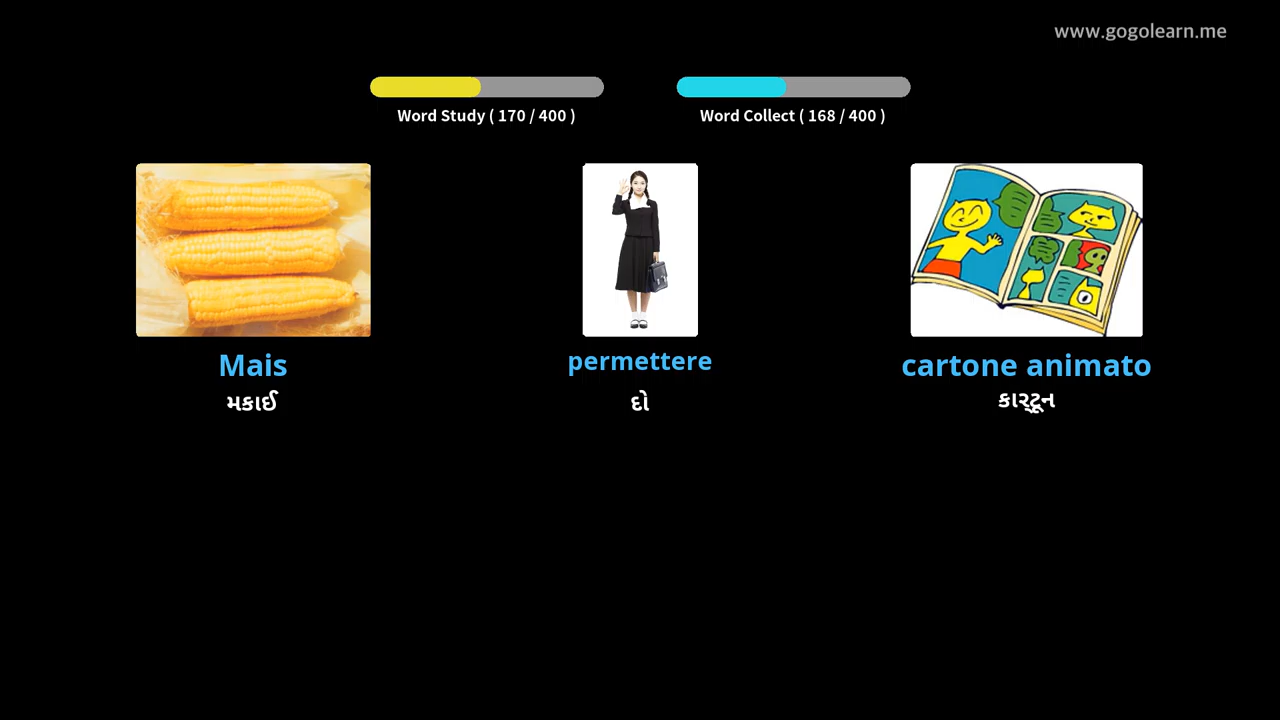 www.gogolearn.me
Word Study ( 170 / 400 )
Word Collect ( 168 / 400 )
Mais
permettere
cartone animato
મકાઈ
દો
કાર્ટૂન